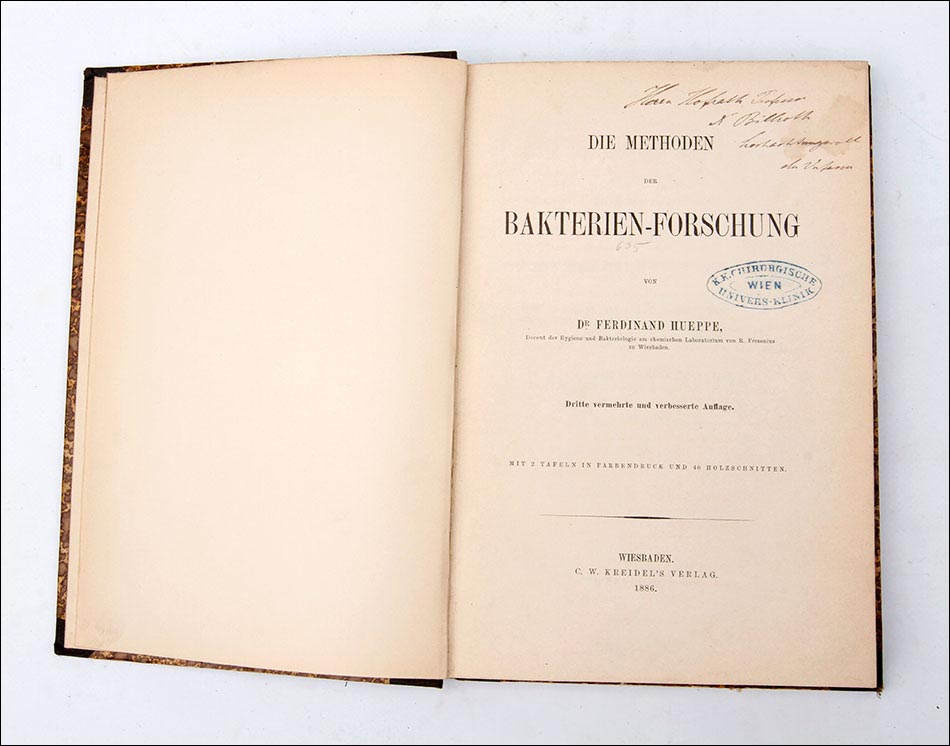 Herrn Hofrath Professor
Dr Billroth
hochachtungsvoll
der Verfasser
DIE METHODEN
DER
BAKTERIEN-FORSCHUNG
635
VON
K.K. CHIRURGISCHE
WIEN
UNIVERS-KLINIK
DR FERDINAND HUEPPE,
Docent der Hygiene und Bakteriologie am chemischen Laboratorium von R. Fresenius
zu Wiesbaden.
Dritte vermehrte und verbesserte Auflage.
MIT 2 TAFELN IN FARBENDRUCK UND 40 HOLZSCHNITTEN.
WIESBADEN.
C. W. KREIDEL'S VERLAG.
1886.